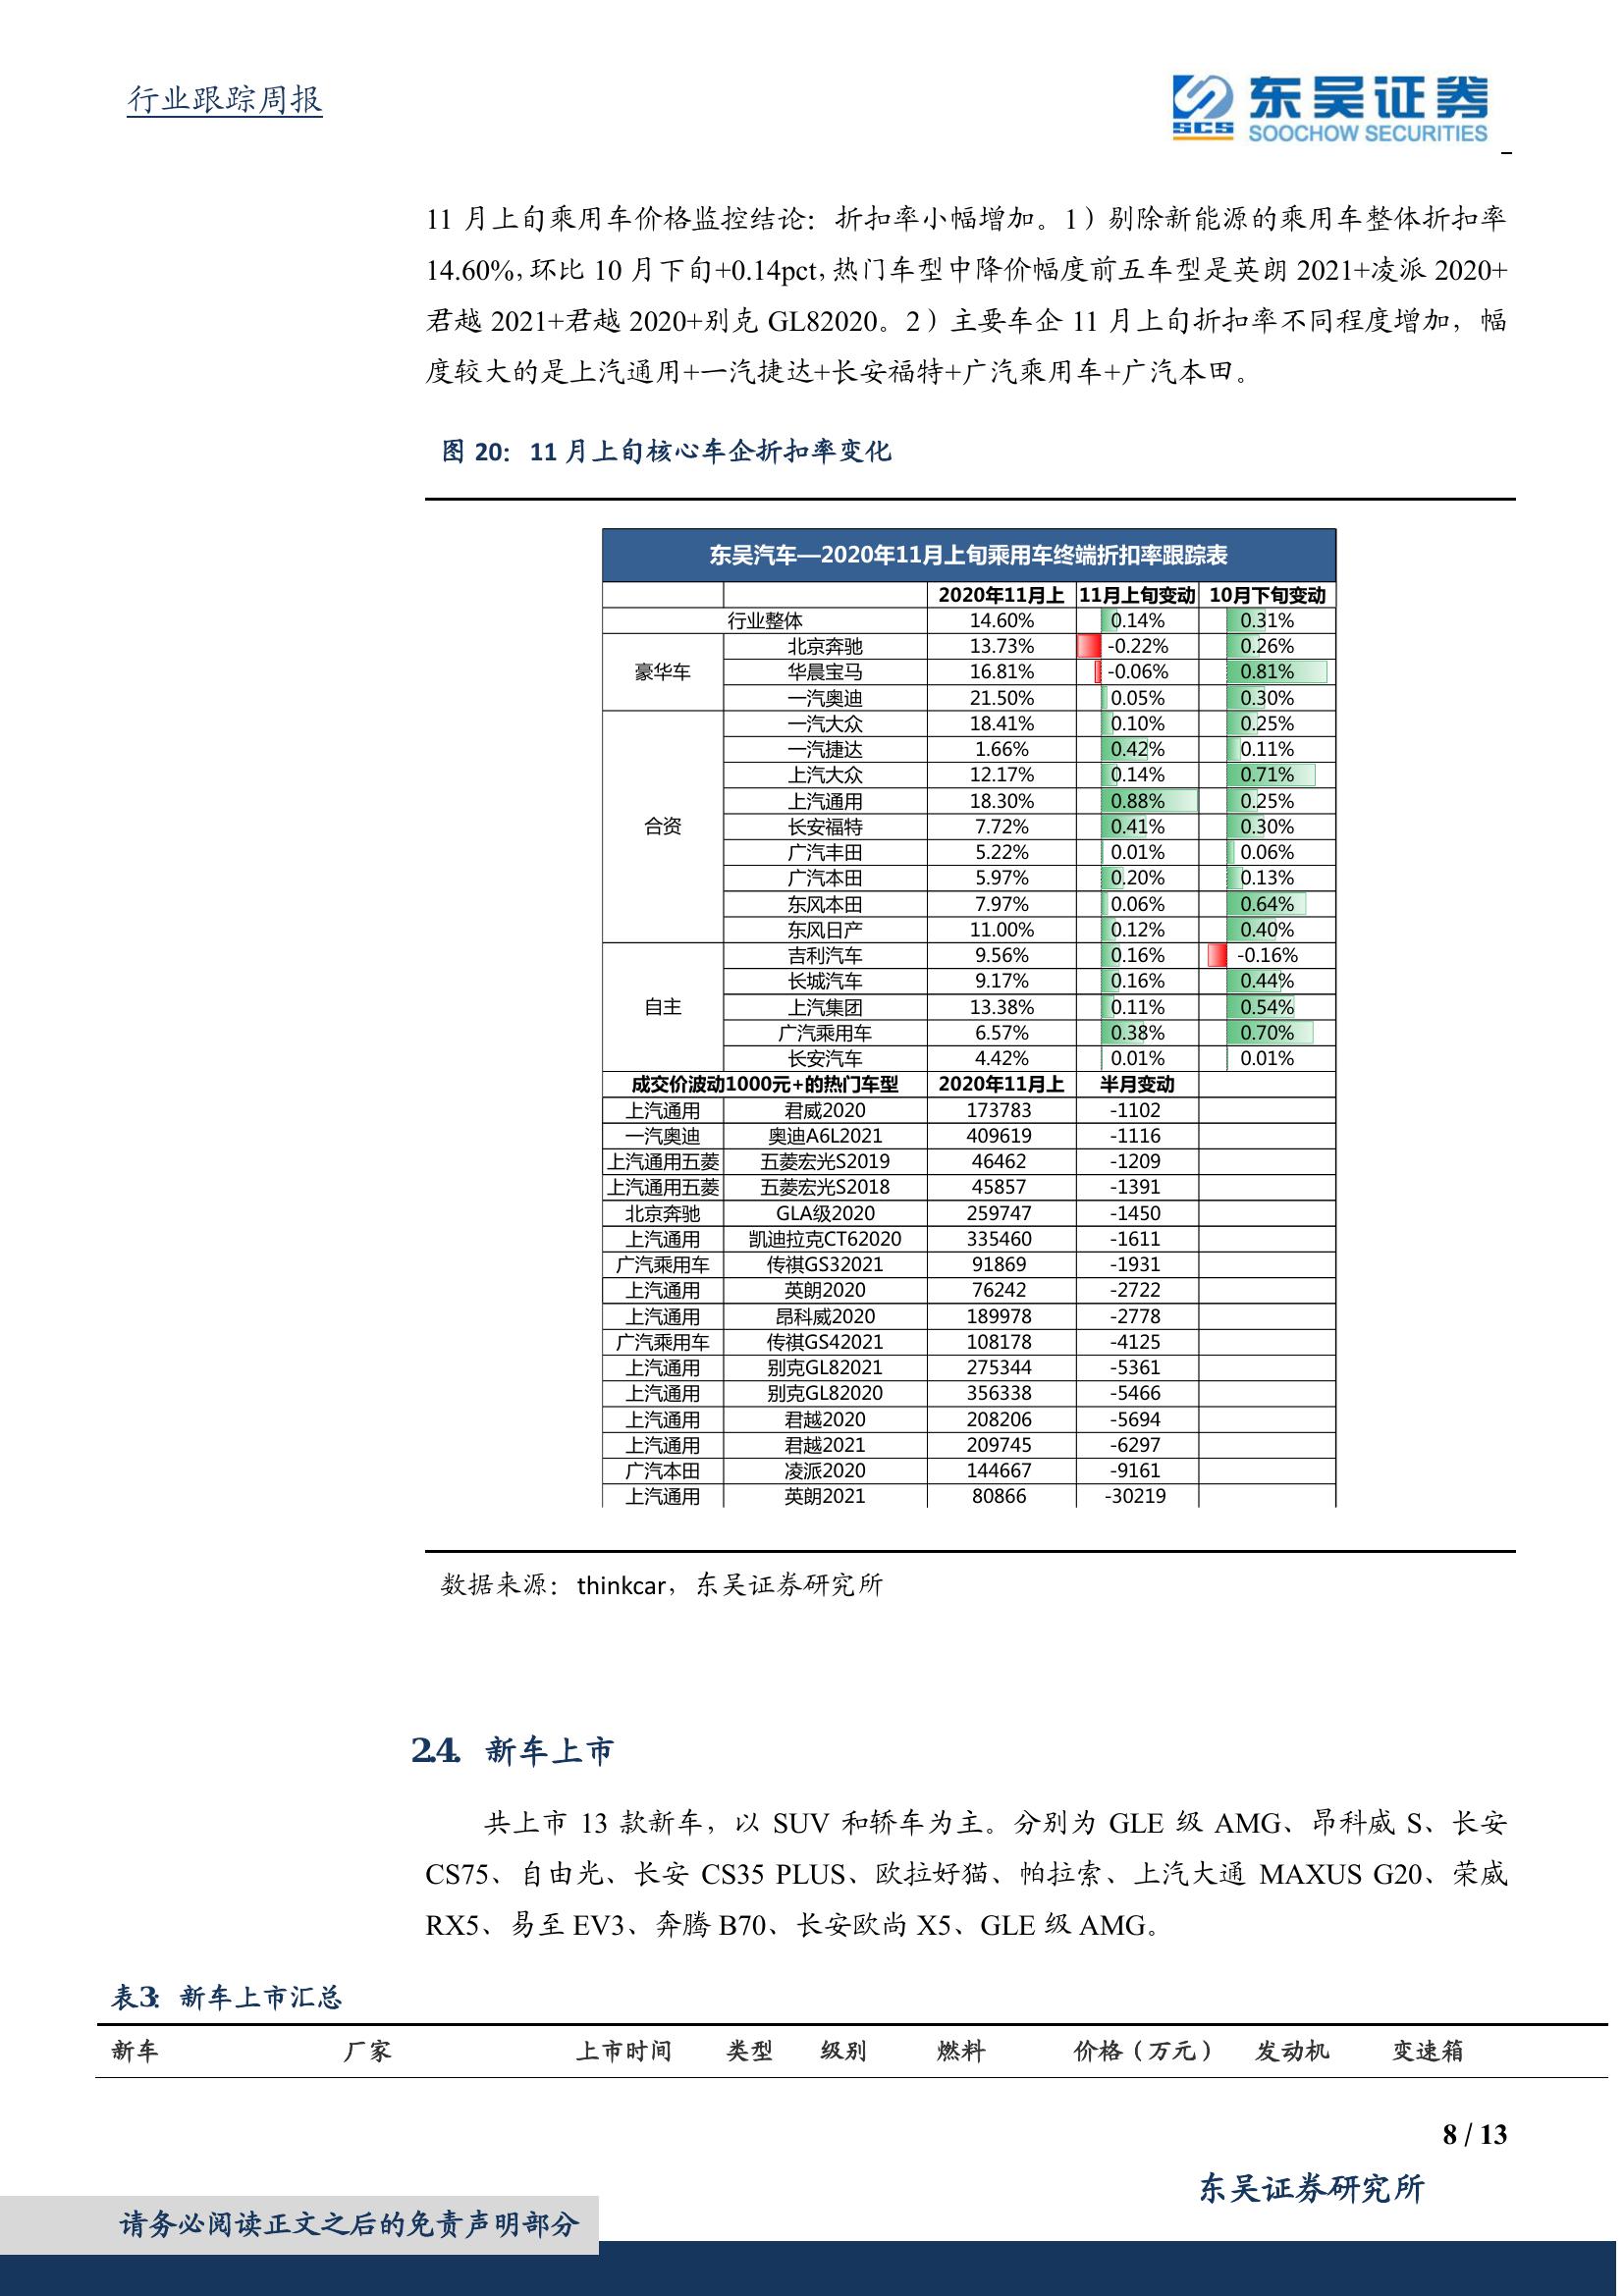 行业跟踪周报
东吴证券
SCS
SOOCHOW SECURITIES
11 月上旬乘用车价格监控结论：折扣率小幅增加。1）剔除新能源的乘用车整体折扣率
14.60%，环比 10 月下旬+0.14pct，热门车型中降价幅度前五车型是英朗 2021+凌派 2020+
君越 2021+君越 2020+别克 GL82020。2）主要车企 11 月上旬折扣率不同程度增加，幅
度较大的是上汽通用+一汽捷达+长安福特+广汽乘用车+广汽本田。
图 20： 11 月上旬核心车企折扣率变化
东吴汽车—2020年11月上旬乘用车终端折扣率跟踪表
2020年11月上 11月上旬变动 10月下旬变动
行业整体 14.60% 0.14% 0.31%
豪华车 北京奔驰 13.73% -0.22% 0.26%
华晨宝马 16.81% -0.06% 0.81%
一汽奥迪 21.50% 0.05% 0.30%
合资 一汽大众 18.41% 0.10% 0.25%
一汽捷达 1.66% 0.42% 0.11%
上汽大众 12.17% 0.14% 0.71%
上汽通用 18.30% 0.88% 0.25%
长安福特 7.72% 0.41% 0.30%
广汽丰田 5.22% 0.01% 0.06%
广汽本田 5.97% 0.20% 0.13%
东风本田 7.97% 0.06% 0.64%
东风日产 11.00% 0.12% 0.40%
自主 吉利汽车 9.56% 0.16% -0.16%
长城汽车 9.17% 0.16% 0.44%
上汽集团 13.38% 0.11% 0.54%
广汽乘用车 6.57% 0.38% 0.70%
长安汽车 4.42% 0.01% 0.01%
成交价波动1000元+的热门车型 2020年11月上 半月变动
上汽通用 君威2020 173783 -1102
一汽奥迪 奥迪A6L2021 409619 -1116
上汽通用五菱 五菱宏光S2019 46462 -1209
上汽通用五菱 五菱宏光S2018 45857 -1391
北京奔驰 GLA级2020 259747 -1450
上汽通用 凯迪拉克CT62020 335460 -1611
广汽乘用车 传祺GS32021 91869 -1931
上汽通用 英朗2020 76242 -2722
上汽通用 昂科威2020 189978 -2778
广汽乘用车 传祺GS42021 108178 -4125
上汽通用 别克GL82021 275344 -5361
上汽通用 别克GL82020 356338 -5466
上汽通用 君越2020 208206 -5694
上汽通用 君越2021 209745 -6297
广汽本田 凌派2020 144667 -9161
上汽通用 英朗2021 80866 -30219
数据来源：thinkcar，东吴证券研究所
2.4. 新车上市
共上市 13 款新车，以 SUV 和轿车为主。分别为 GLE 级 AMG、昂科威 S、长安
CS75、自由光、长安 CS35 PLUS、欧拉好猫、帕拉索、上汽大通 MAXUS G20、荣威
RX5、易至 EV3、奔腾 B70、长安欧尚 X5、GLE 级 AMG。
表3： 新车上市汇总
新车 厂家 上市时间 类型 级别 燃料 价格（万元） 发动机 变速箱
8 / 13
东吴证券研究所
请务必阅读正文之后的免责声明部分